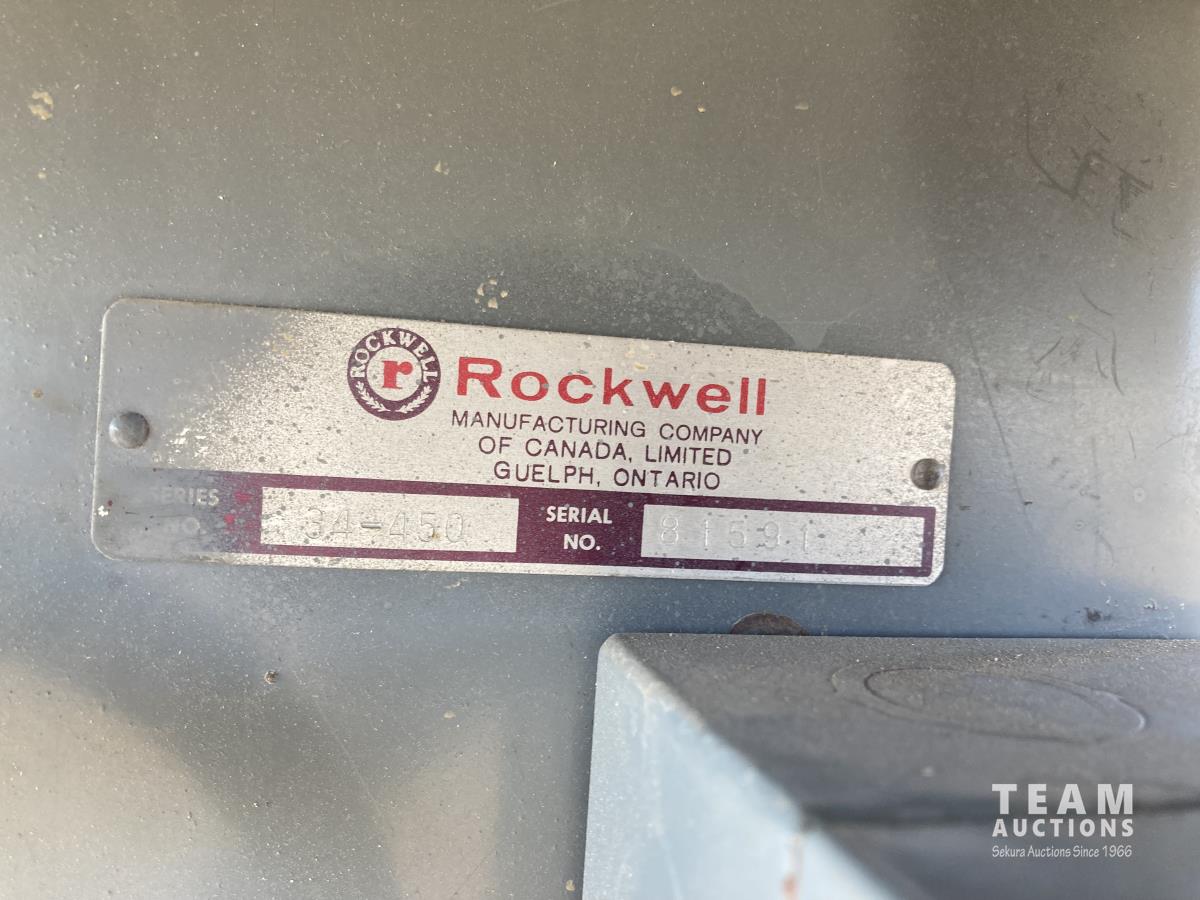 ROCKWELL
r
Rockwell
MANUFACTURING COMPANY
OF CANADA, LIMITED
GUELPH, ONTARIO
SERIES
NO.
34-450
SERIAL
NO.
81591
TEAM
AUCTIONS
Sekura Auctions Since 1966